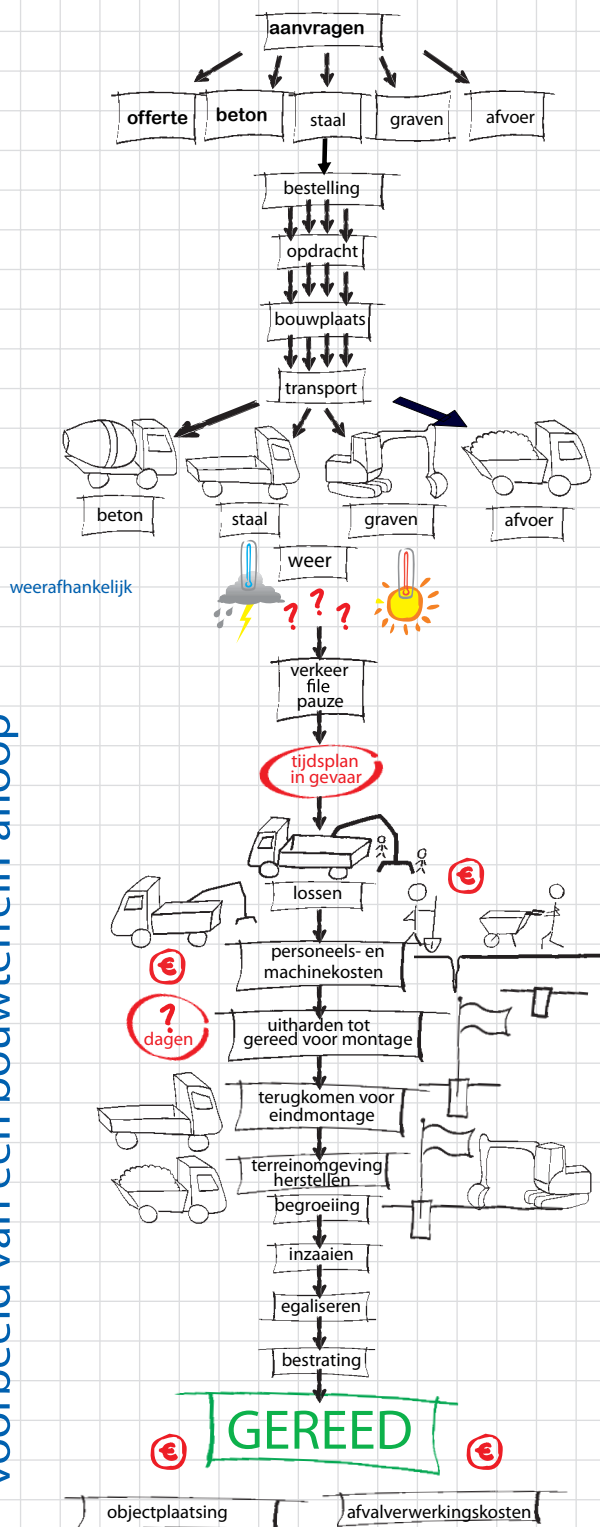 aanvragen
offerte
beton
staal
graven
afvoer
bestelling
opdracht
bouwplaats
transport
beton
staal
graven
afvoer
weer
weerafhankelijk
? ? ?
verkeer
file
pauze
tijdsplan
in gevaar
lossen
€
personeels- en
machinekosten
€
?
dagen
uitharden tot
gereed voor montage
terugkomen voor
eindmontage
terreinomgeving
herstellen
begroeiing
inzaaien
egaliseren
bestrating
GEREED
€
€
objectplaatsing
afvalverwerkingskosten
van een bouwterrein